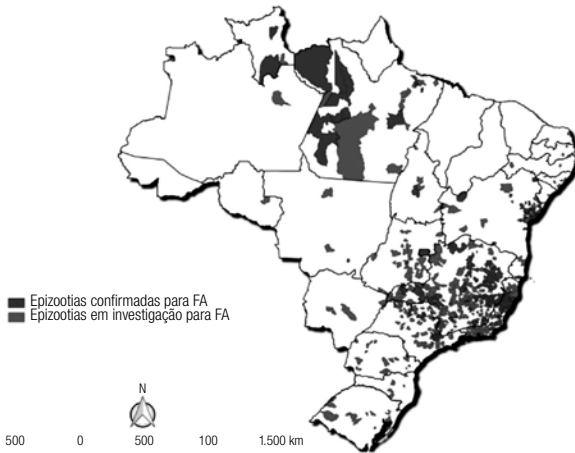 Epizootias confirmadas para FA
Epizootias em investigação para FA
N
500 0 500 100 1.500 km